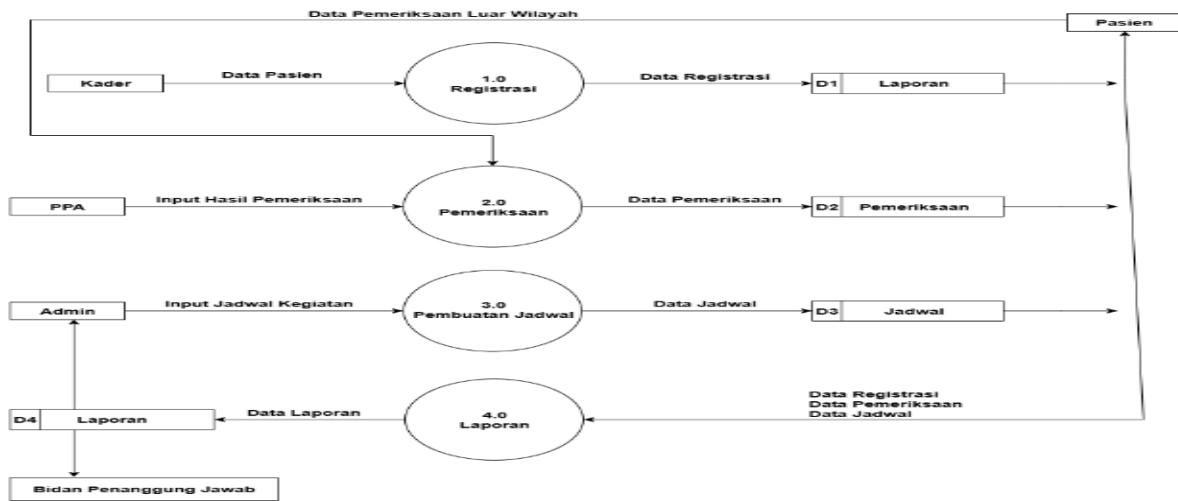 Data Pemeriksaan Luar Wilayah
Pasien
Kader
Data Pasien
1.0
Registrasi
Data Registrasi
D1
Laporan
PPA
Input Hasil Pemeriksaan
2.0
Pemeriksaan
Data Pemeriksaan
D2
Pemeriksaan
Admin
Input Jadwal Kegiatan
3.0
Pembuatan Jadwal
Data Jadwal
D3
Jadwal
D4
Laporan
Data Laporan
4.0
Laporan
Data Registrasi
Data Pemeriksaan
Data Jadwal
Bidan Penanggung Jawab